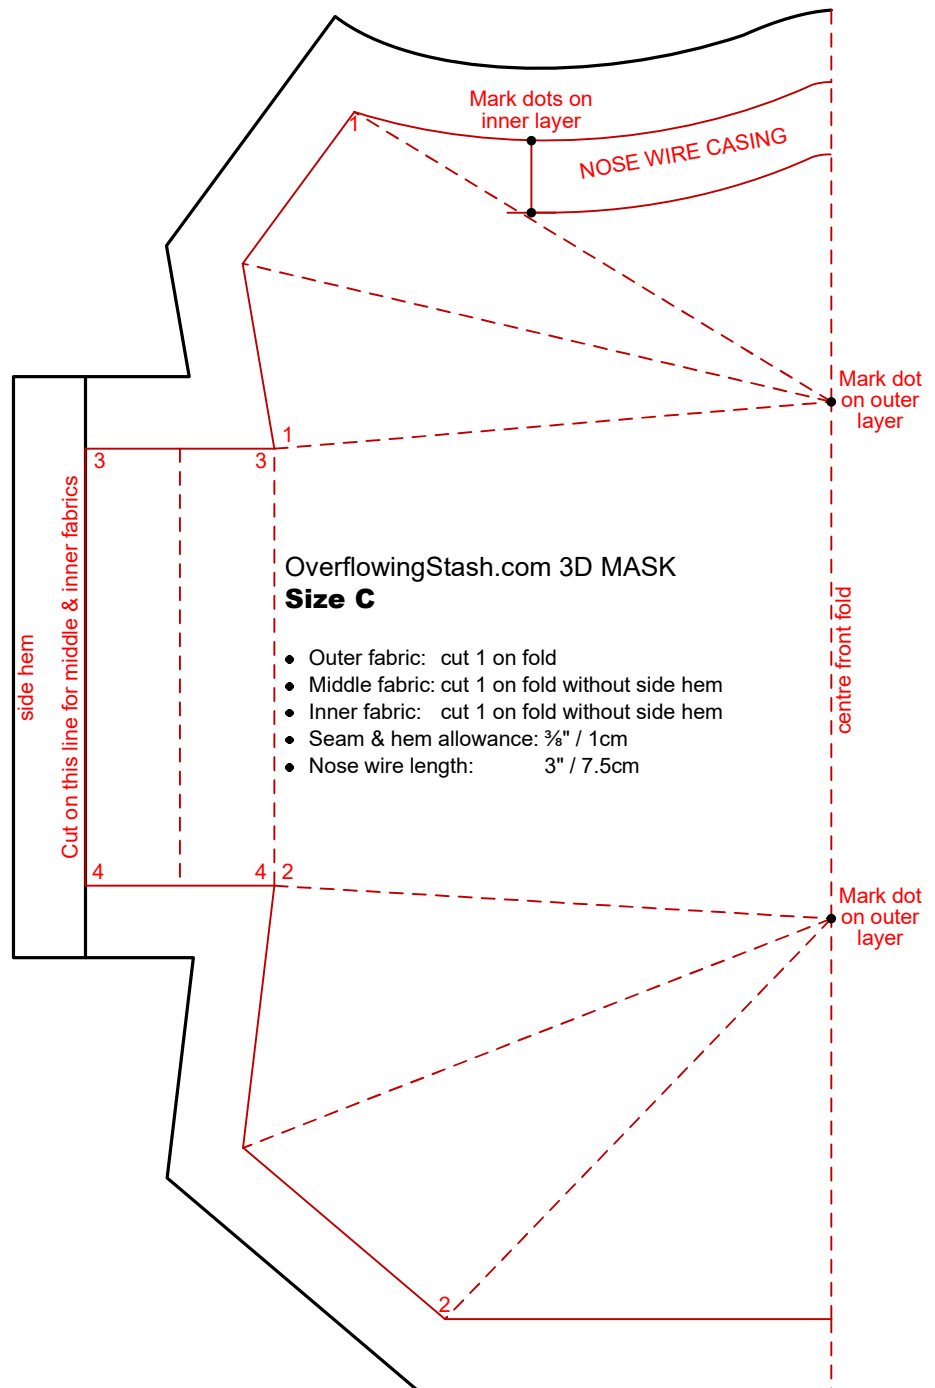 Mark dots on
inner layer
1
NOSE WIRE CASING
Mark dot
on outer
layer
1
3
3
Cut on this line for middle & inner fabrics
side hem
OverflowingStash.com 3D MASK
Size C
• Outer fabric: cut 1 on fold
• Middle fabric: cut 1 on fold without side hem
• Inner fabric: cut 1 on fold without side hem
• Seam & hem allowance: ⅜" / 1cm
• Nose wire length: 3" / 7.5cm
centre front fold
4
4
2
Mark dot
on outer
layer
2